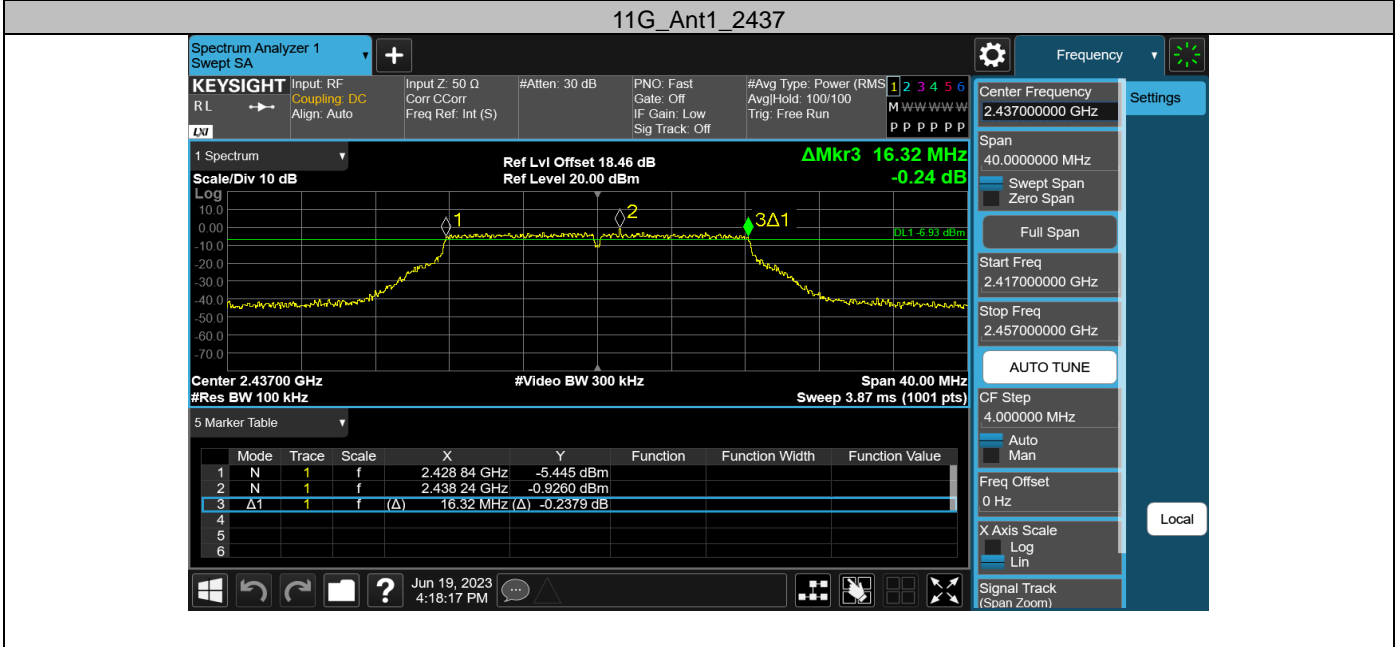 11G_Ant1_2437
Spectrum Analyzer 1
Swept SA
+
Frequency
KEYSIGHT
R L
LXI
Input: RF
Coupling: DC
Align: Auto
Input Z: 50 Ω
Corr CCorr
Freq Ref: Int (S)
#Atten: 30 dB
PNO: Fast
Gate: Off
IF Gain: Low
Sig Track: Off
#Avg Type: Power (RMS
Avg|Hold: 100/100
Trig: Free Run
1 2 3 4 5 6
M W W W W W
P P P P P P
1 Spectrum
Scale/Div 10 dB
Ref Lvl Offset 18.46 dB
Ref Level 20.00 dBm
ΔMkr3 16.32 MHz
-0.24 dB
Log
10.0
0.00
-10.0
-20.0
-30.0
-40.0
-50.0
-60.0
-70.0
1
2
3Δ1
DL1 -6.93 dBm
Center 2.43700 GHz
#Res BW 100 kHz
#Video BW 300 kHz
Span 40.00 MHz
Sweep 3.87 ms (1001 pts)
5 Marker Table
Mode Trace Scale X Y Function Function Width Function Value
1 N 1 f 2.428 84 GHz -5.445 dBm
2 N 1 f 2.438 24 GHz -0.9260 dBm
3 Δ1 1 f (Δ) 16.32 MHz (Δ) -0.2379 dB
4
5
6
?
Jun 19, 2023
4:18:17 PM
Center Frequency
2.437000000 GHz
Settings
Span
40.0000000 MHz
Swept Span
Zero Span
Full Span
Start Freq
2.417000000 GHz
Stop Freq
2.457000000 GHz
AUTO TUNE
CF Step
4.000000 MHz
Auto
Man
Freq Offset
0 Hz
X Axis Scale
Log
Lin
Local
Signal Track
(Span Zoom)